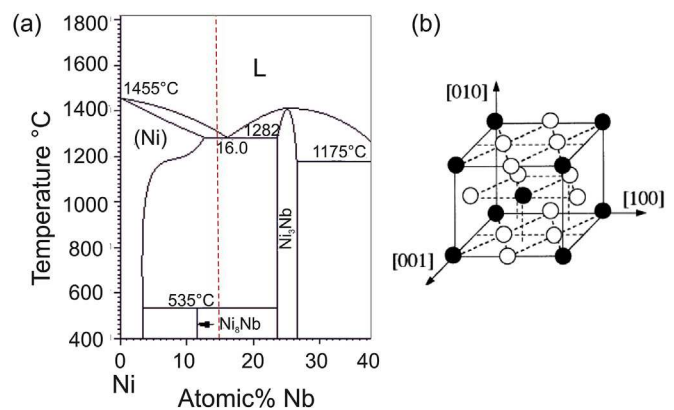 (a)
1800
1600
1400
1200
1000
800
600
400
Temperature °C
L
1455°C
(Ni)
1282
16.0
1175°C
Ni₃Nb
535°C
Ni₈Nb
0
10
20
30
40
Ni
Atomic% Nb
(b)
[010]
[100]
[001]